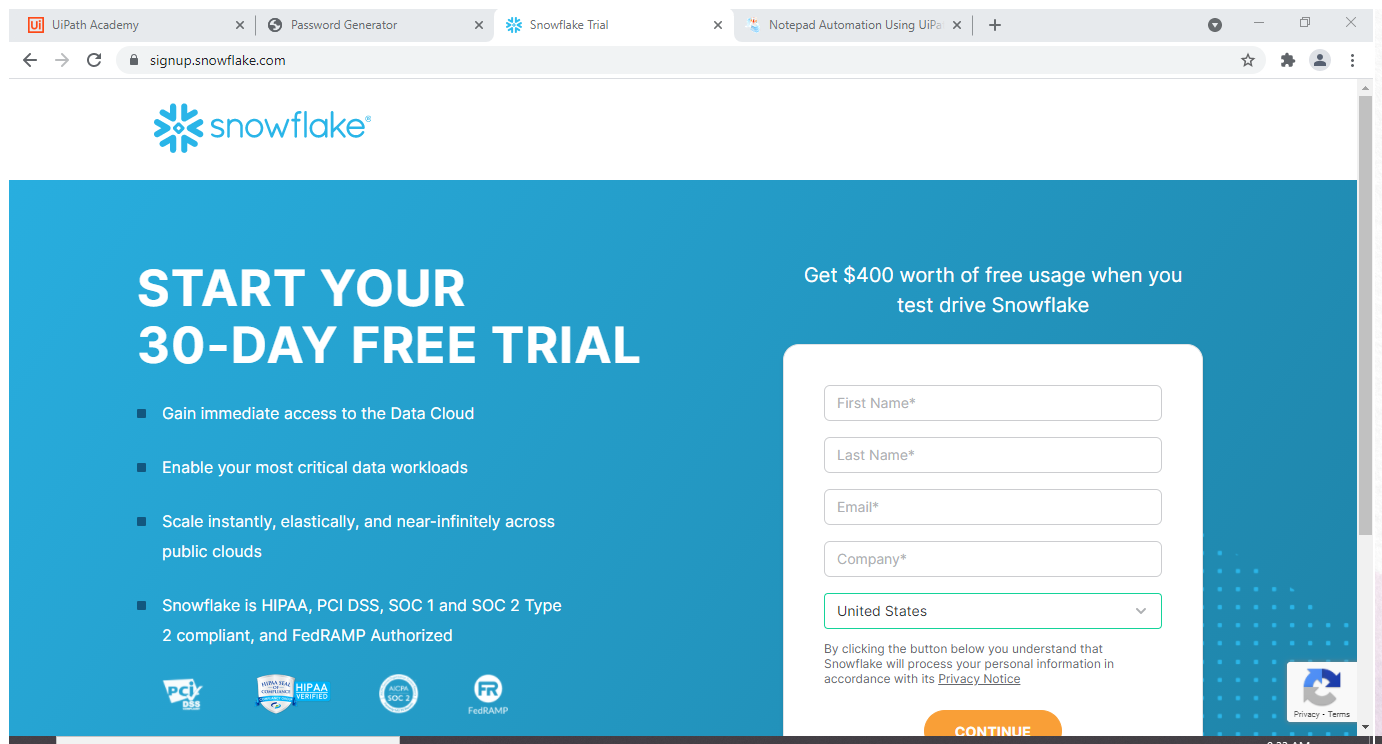 UiPath Academy
Password Generator
Snowflake Trial
Notepad Automation Using UiPa
signup.snowflake.com
snowflake®
START YOUR
30-DAY FREE TRIAL
Gain immediate access to the Data Cloud
Enable your most critical data workloads
Scale instantly, elastically, and near-infinitely across
public clouds
Snowflake is HIPAA, PCI DSS, SOC 1 and SOC 2 Type
2 compliant, and FedRAMP Authorized
PCI
DSS
HIPAA SEAL
OF
COMPLIANCE
HIPAA
VERIFIED
AICPA
SOC 2
FR
FedRAMP
Get $400 worth of free usage when you
test drive Snowflake
First Name*
Last Name*
Email*
Company*
United States
By clicking the button below you understand that
Snowflake will process your personal information in
accordance with its Privacy Notice
CONTINUE
Privacy - Terms